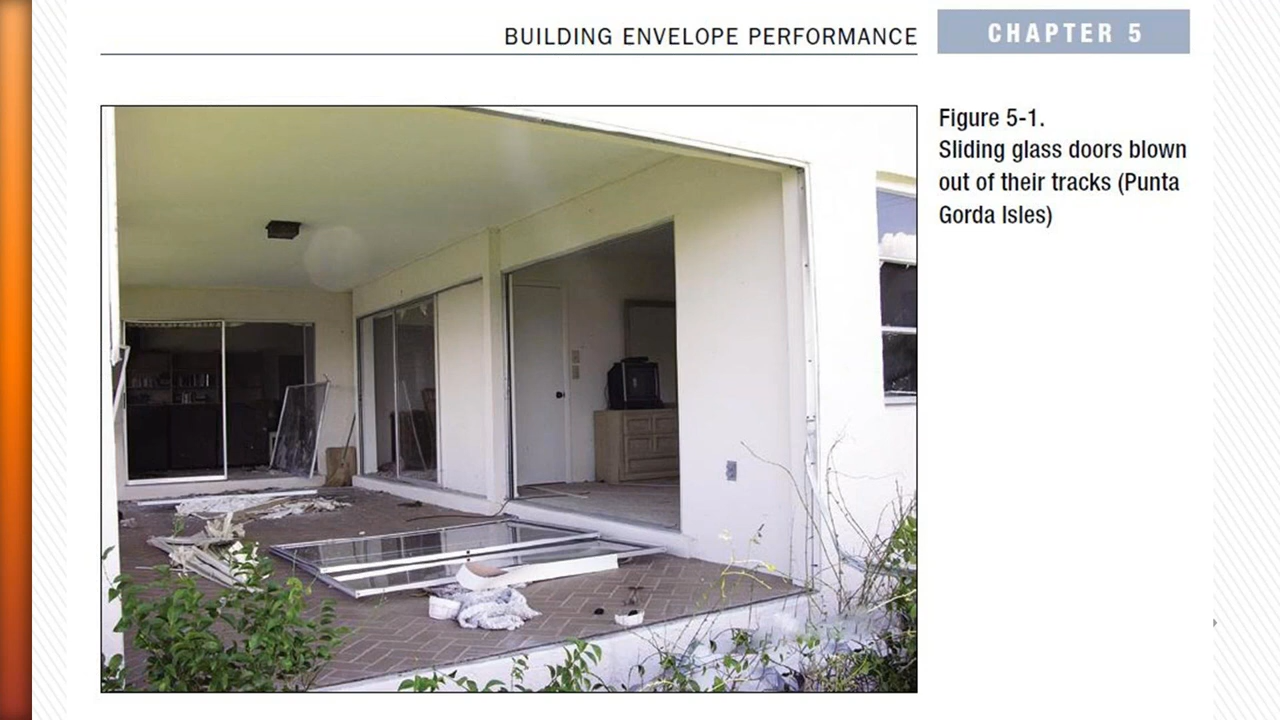 BUILDING ENVELOPE PERFORMANCE
CHAPTER 5
Figure 5-1.
Sliding glass doors blown
out of their tracks (Punta
Gorda Isles)